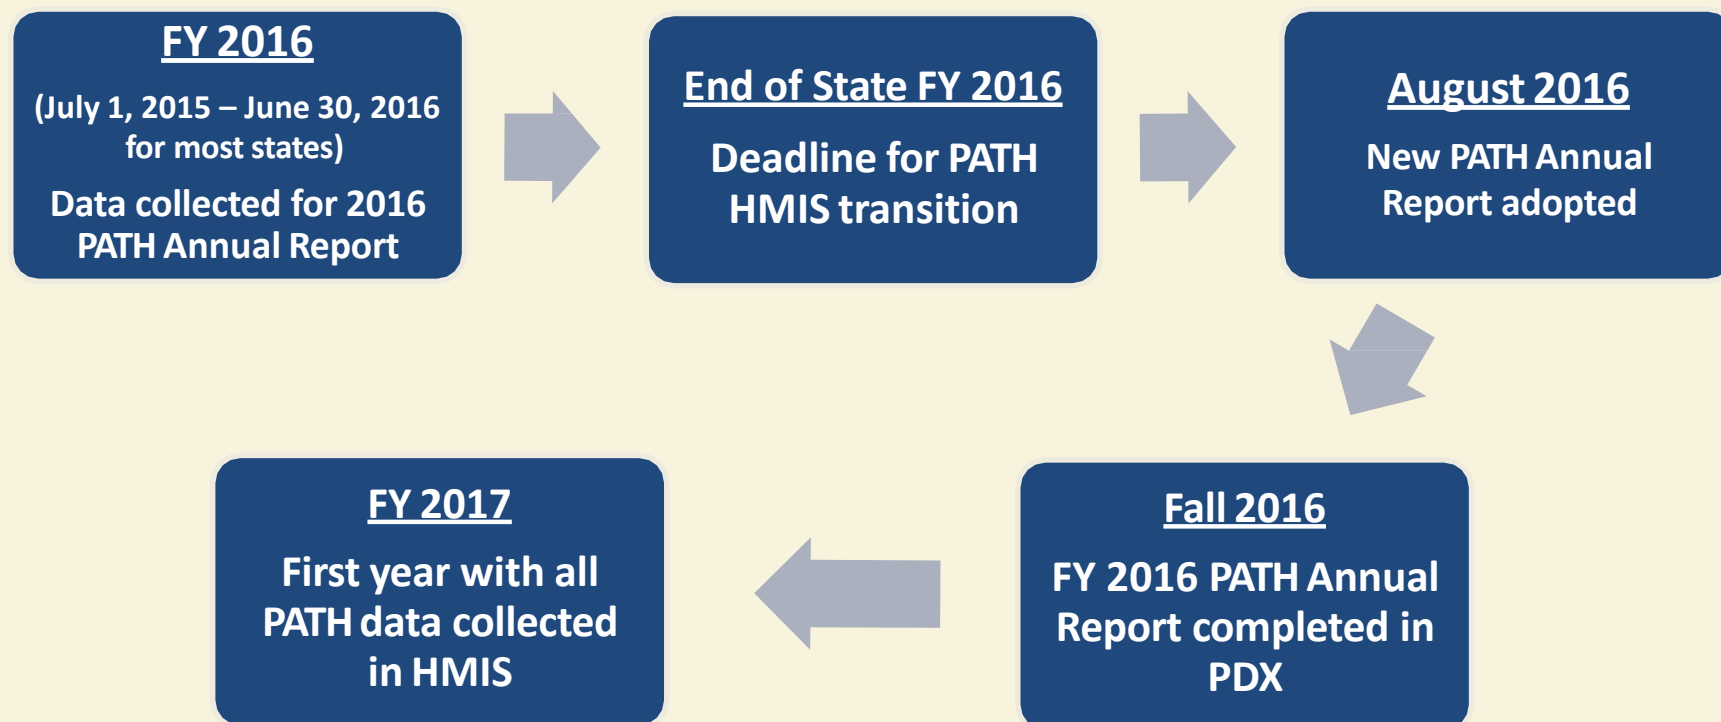 FY 2016
(July 1, 2015 – June 30, 2016
for most states)
Data collected for 2016
PATH Annual Report
End of State FY 2016
Deadline for PATH
HMIS transition
August 2016
New PATH Annual
Report adopted
Fall 2016
FY 2016 PATH Annual
Report completed in
PDX
FY 2017
First year with all
PATH data collected
in HMIS